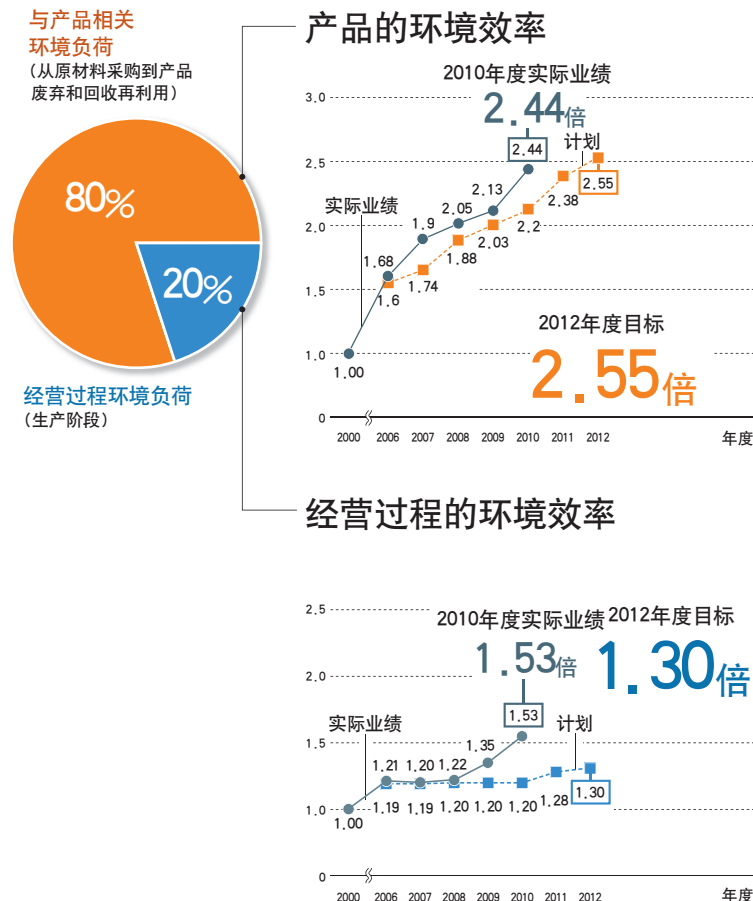 与产品相关
环境负荷
（从原材料采购到产品
废弃和回收再利用）
80%
20%
经营过程环境负荷
（生产阶段）
产品的环境效率
2010年度实际业绩
2.44倍
3.0
2.5
2.0
1.5
1.0
0
实际业绩
计划
1.00
1.68
1.9
2.05
2.13
2.44
1.6
1.74
1.88
2.03
2.2
2.38
2.55
2012年度目标
2.55倍
2000 2006 2007 2008 2009 2010 2011 2012 年度
经营过程的环境效率
2010年度实际业绩
1.53倍
2012年度目标
1.30倍
2.5
2.0
1.5
1.0
0
实际业绩
计划
1.00
1.21 1.20 1.22
1.35
1.53
1.19 1.19 1.20 1.20 1.20
1.28
1.30
2000 2006 2007 2008 2009 2010 2011 2012 年度